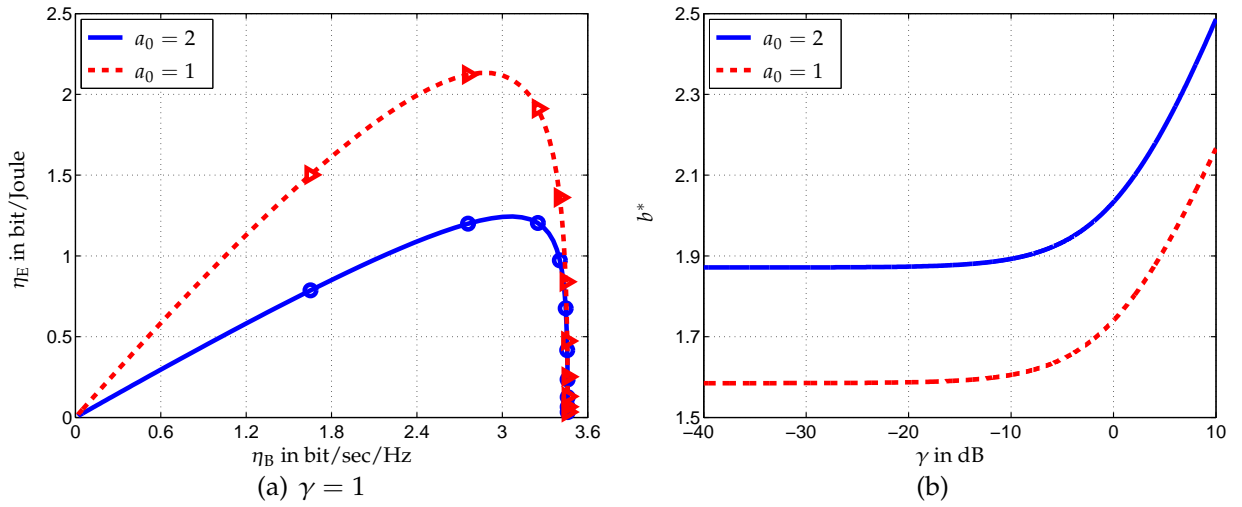 a₀ = 2
a₀ = 1
2.5
2
1.5
1
0.5
0
η_E in bit/Joule
0 0.6 1.2 1.8 2.4 3 3.6
η_B in bit/sec/Hz
(a) γ = 1
a₀ = 2
a₀ = 1
2.5
2.3
2.1
1.9
1.7
1.5
b*
−40 −30 −20 −10 0 10
γ in dB
(b)